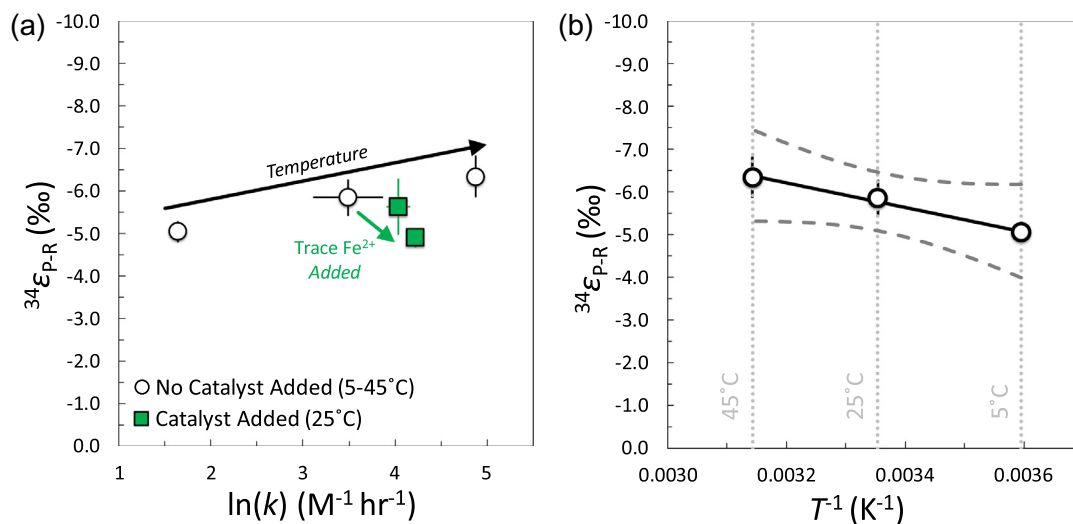 (a)
-10.0
-9.0
-8.0
-7.0
-6.0
-5.0
-4.0
-3.0
-2.0
-1.0
0.0
³⁴ε_P-R (‰)
Temperature
Trace Fe²⁺
Added
No Catalyst Added (5-45˚C)
Catalyst Added (25˚C)
1 2 3 4 5
ln(k) (M⁻¹ hr⁻¹)
(b)
-10.0
-9.0
-8.0
-7.0
-6.0
-5.0
-4.0
-3.0
-2.0
-1.0
0.0
³⁴ε_P-R (‰)
45˚C
25˚C
5˚C
0.0030 0.0032 0.0034 0.0036
T⁻¹ (K⁻¹)